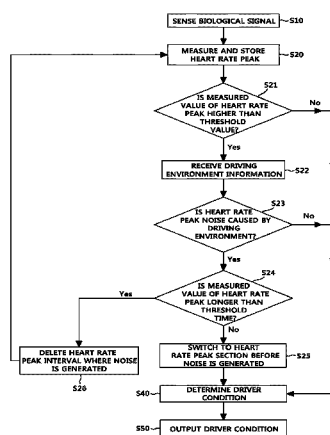 SENSE BIOLOGICAL SIGNAL
S10
MEASURE AND STORE
HEART RATE PEAK
S20
S21
IS MEASURED
VALUE OF HEART RATE
PEAK HIGHER THAN
THRESHOLD
VALUE?
No
Yes
RECEIVE DRIVING
ENVIRONMENT INFORMATION
S22
S23
IS HEART RATE
PEAK NOISE CAUSED BY
DRIVING
ENVIRONMENT?
No
Yes
S24
IS MEASURED
VALUE OF HEART RATE
PEAK LONGER THAN
THRESHOLD
TIME?
Yes
No
DELETE HEART RATE
PEAK INTERVAL WHERE NOISE
IS GENERATED
S26
SWITCH TO HEART
RATE PEAK SECTION BEFORE
NOISE IS GENERATED
S25
S40
DETERMINE DRIVER
CONDITION
S50
OUTPUT DRIVER CONDITION